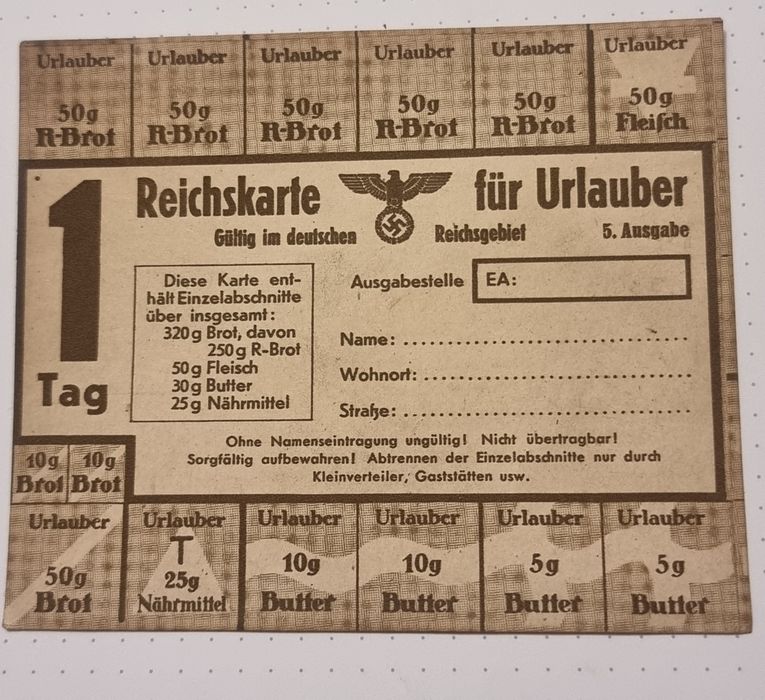 Urlauber Urlauber Urlauber Urlauber Urlauber Urlauber
50g 50g 50g 50g 50g 50g
R-Brot R-Brot R-Brot R-Brot R-Brot Fleisch
1
Tag
Reichskarte für Urlauber
Gültig im deutschen Reichsgebiet 5. Ausgabe
Diese Karte ent-
hält Einzelabschnitte
über insgesamt:
320g Brot, davon
250g R-Brot
50g Fleisch
30g Butter
25g Nährmittel
Ausgabestelle EA:
Name: ..............................
Wohnort: ..............................
Straße: ..............................
Ohne Namenseintragung ungültig! Nicht übertragbar!
Sorgfältig aufbewahren! Abtrennen der Einzelabschnitte nur durch
Kleinverteiler, Gaststätten usw.
10g 10g
Brot Brot
Urlauber Urlauber Urlauber Urlauber Urlauber Urlauber
T
50g 25g 10g 10g 5g 5g
Brot Nährmittel Butter Butter Butter Butter